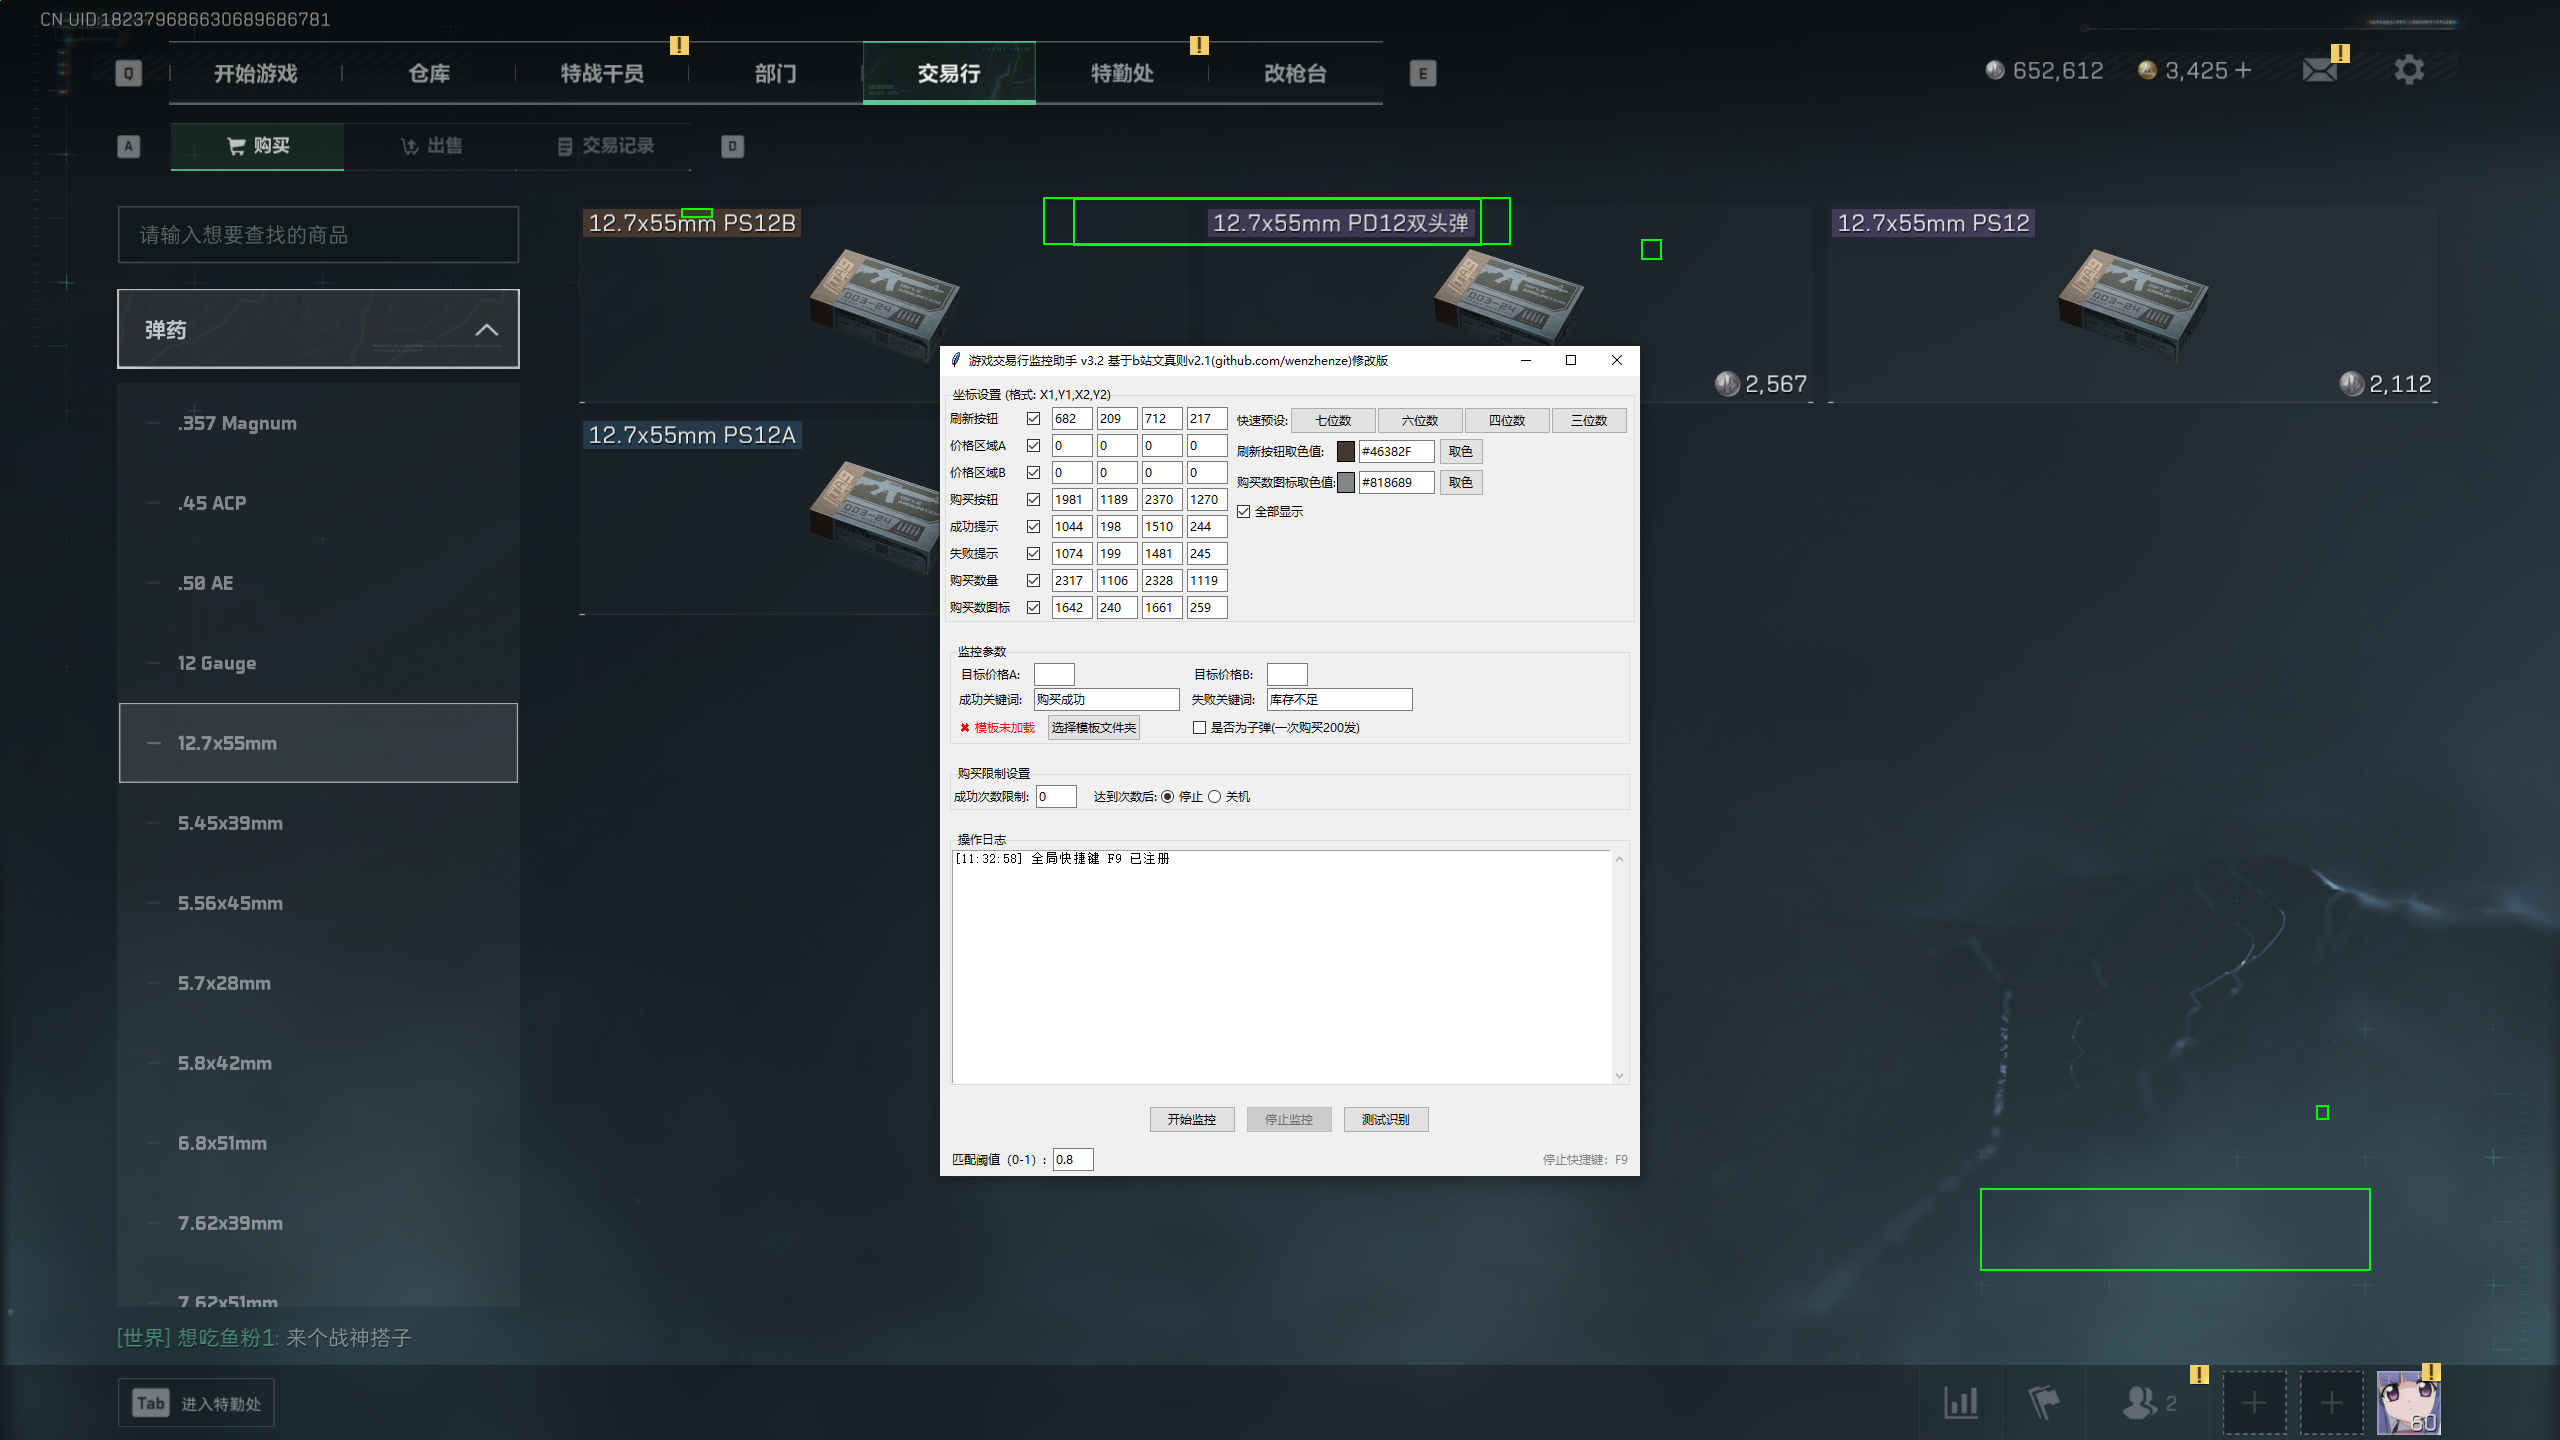 CN UID:182379686630689686781
Q 开始游戏 仓库 特战干员 部门 交易行 特勤处 改枪台 E
652,612 3,425 +
A 购买 出售 交易记录 D
请输入想要查找的商品
弹药
.357 Magnum
.45 ACP
.50 AE
12 Gauge
12.7x55mm
5.45x39mm
5.56x45mm
5.7x28mm
5.8x42mm
6.8x51mm
7.62x39mm
7.62x51mm
12.7x55mm PS12B
12.7x55mm PD12双头弹
2,567
12.7x55mm PS12
2,112
12.7x55mm PS12A
游戏交易行监控助手 v3.2 基于b站文真则v2.1(github.com/wenzhenze)修改版
坐标设置 (格式: X1,Y1,X2,Y2)
刷新按钮 682 209 712 217
价格区域A 0 0 0 0
价格区域B 0 0 0 0
购买按钮 1981 1189 2370 1270
成功提示 1044 198 1510 244
失败提示 1074 199 1481 245
购买数量 2317 1106 2328 1119
购买数图标 1642 240 1661 259
快速预设: 七位数 六位数 四位数 三位数
刷新按钮取色值: #46382F 取色
购买数图标取色值: #818689 取色
全部显示
监控参数
目标价格A: 目标价格B:
成功关键词: 购买成功 失败关键词: 库存不足
✖ 模板未加载 选择模板文件夹 是否为子弹(一次购买200发)
购买限制设置
成功次数限制: 0 达到次数后: 停止 关机
操作日志
[11:32:58] 全局快捷键 F9 已注册
开始监控 停止监控 测试识别
匹配阈值（0-1）: 0.8
停止快捷键: F9
[世界] 想吃鱼粉1: 来个战神搭子
Tab 进入特勤处
2
60